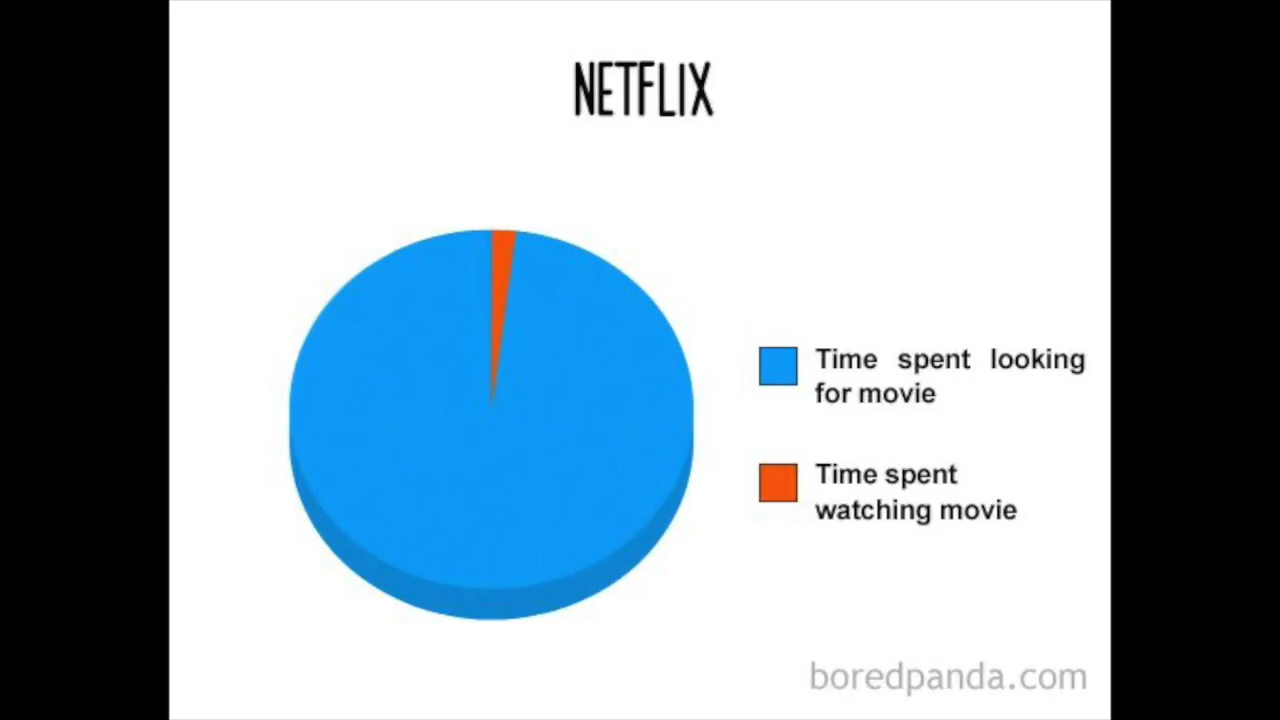 NETFLIX
Time spent looking
for movie
Time spent
watching movie
boredpanda.com